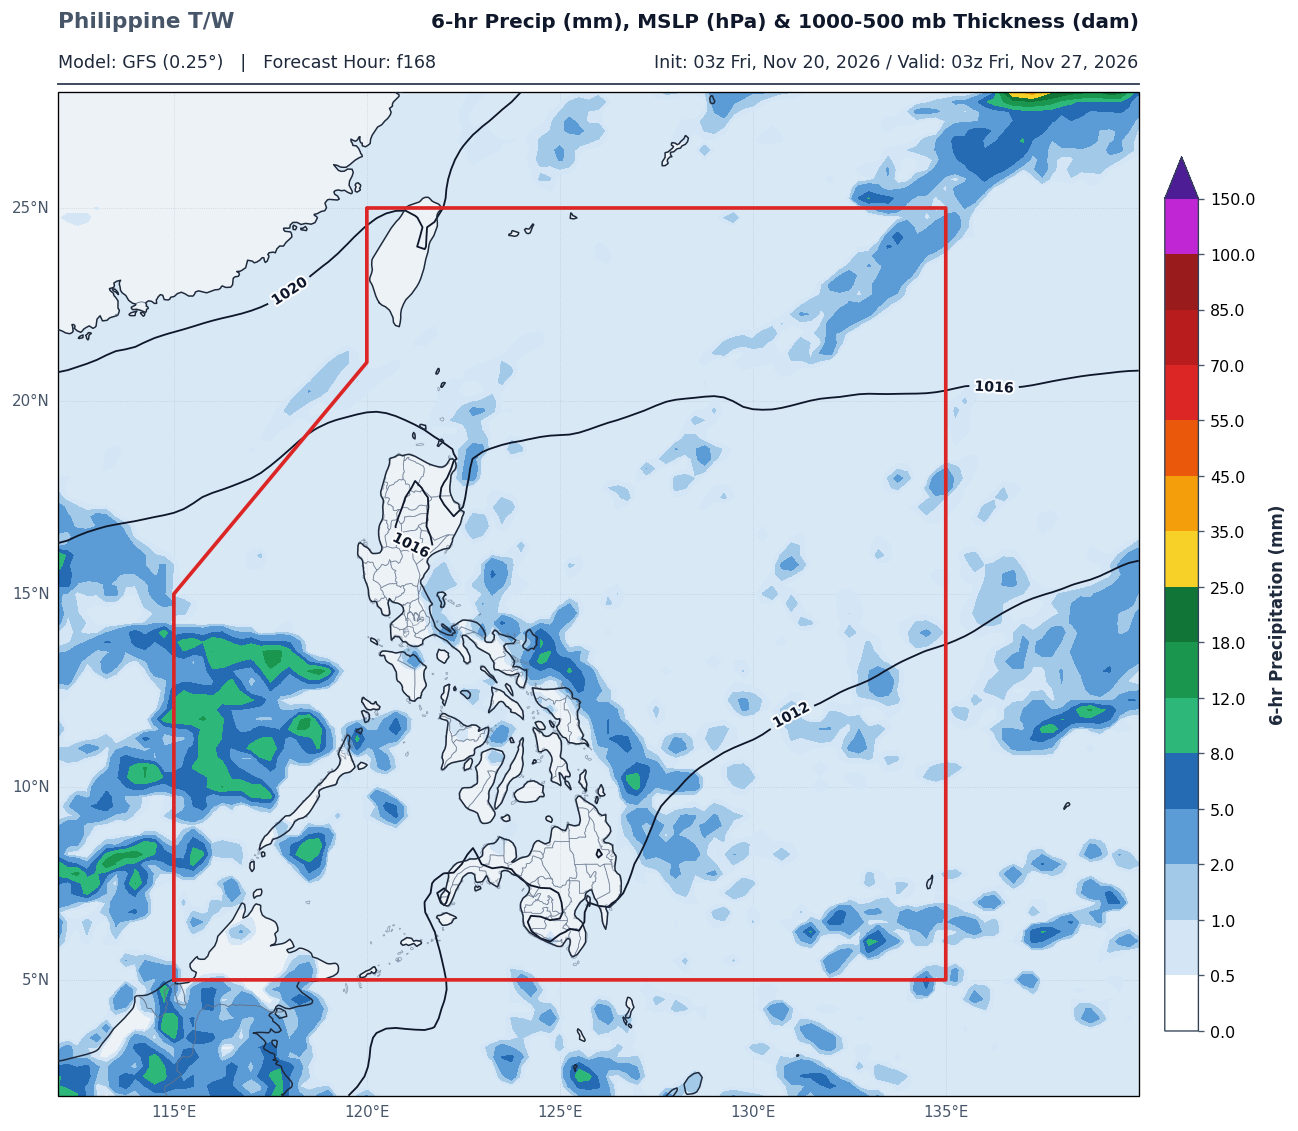 Philippine T/W
6-hr Precip (mm), MSLP (hPa) & 1000-500 mb Thickness (dam)
Model: GFS (0.25°) | Forecast Hour: f168
Init: 03z Fri, Nov 20, 2026 / Valid: 03z Fri, Nov 27, 2026
25°N
20°N
15°N
10°N
5°N
115°E
120°E
125°E
130°E
135°E
1020
1016
1016
1012
150.0
100.0
85.0
70.0
55.0
45.0
35.0
25.0
18.0
12.0
8.0
5.0
2.0
1.0
0.5
0.0
6-hr Precipitation (mm)